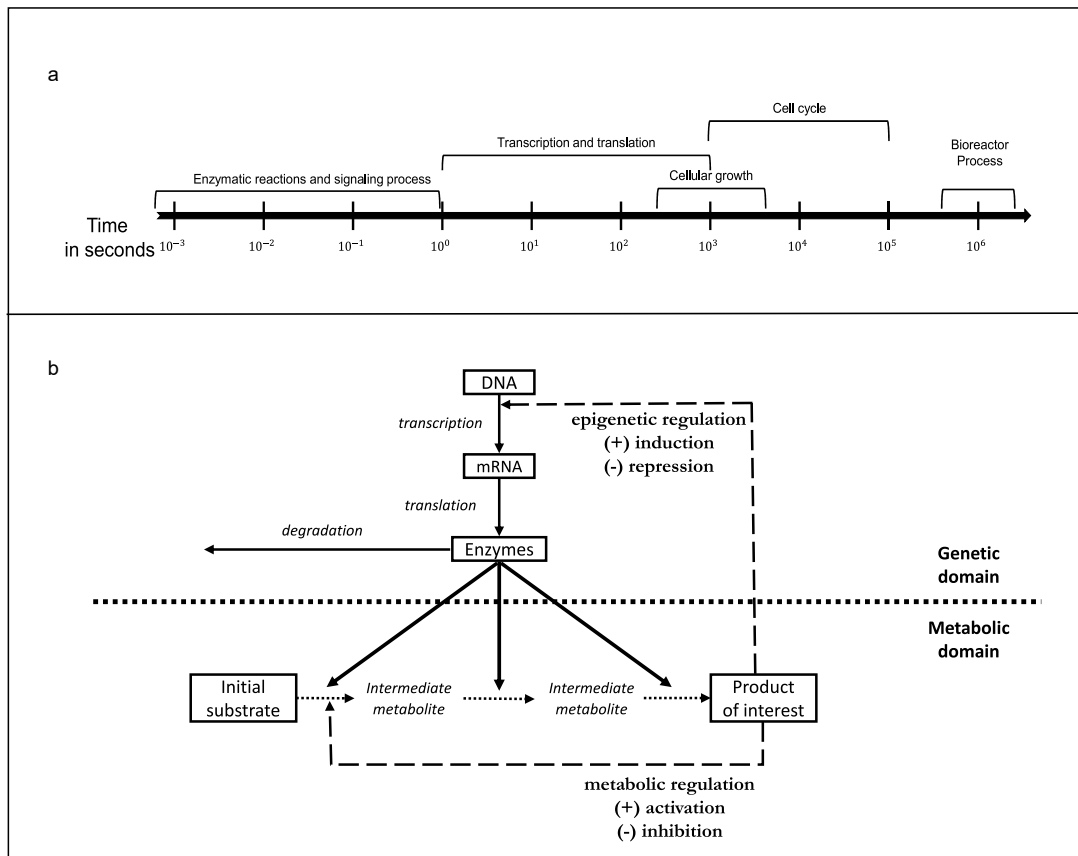 a
Cell cycle
Transcription and translation
Bioreactor
Process
Enzymatic reactions and signaling process
Cellular growth
Time
in seconds
10⁻³
10⁻²
10⁻¹
10⁰
10¹
10²
10³
10⁴
10⁵
10⁶
b
DNA
transcription
epigenetic regulation
(+) induction
(-) repression
mRNA
translation
degradation
Enzymes
Genetic
domain
Metabolic
domain
Initial
substrate
Intermediate
metabolite
Intermediate
metabolite
Product
of interest
metabolic regulation
(+) activation
(-) inhibition